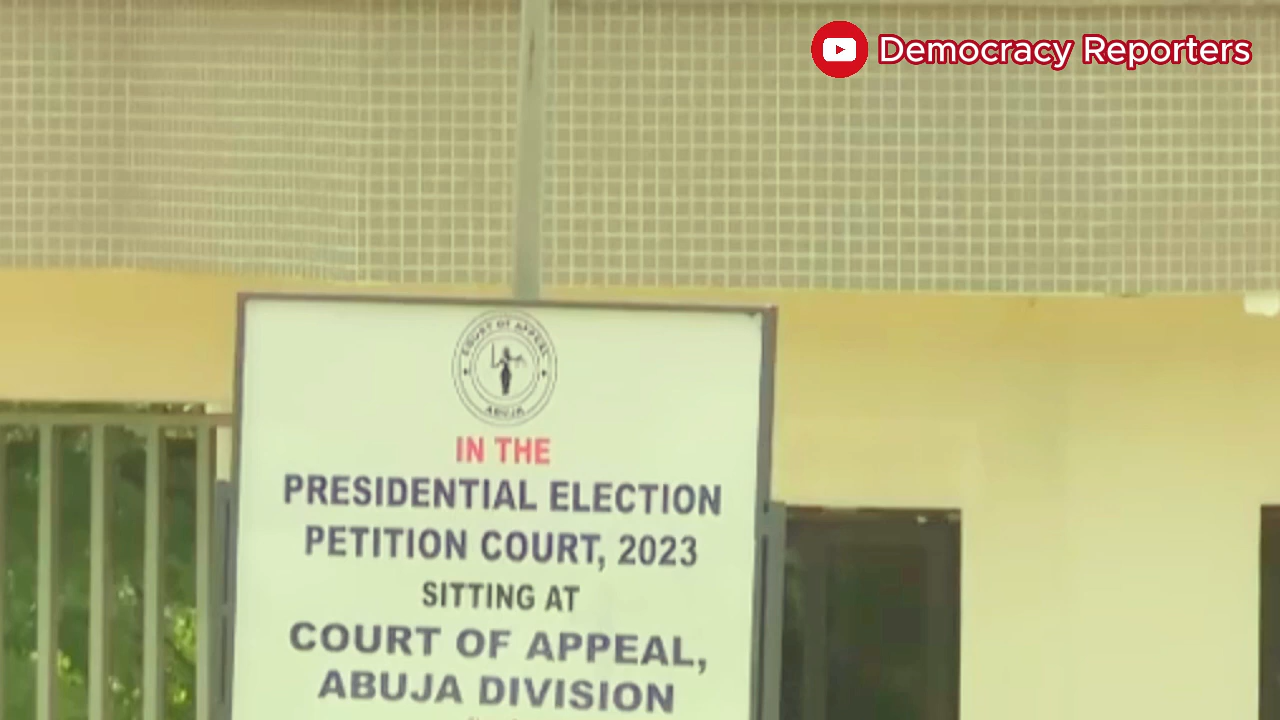 Democracy Reporters
COURT OF APPEAL
ABUJA
IN THE
PRESIDENTIAL ELECTION
PETITION COURT, 2023
SITTING AT
COURT OF APPEAL,
ABUJA DIVISION